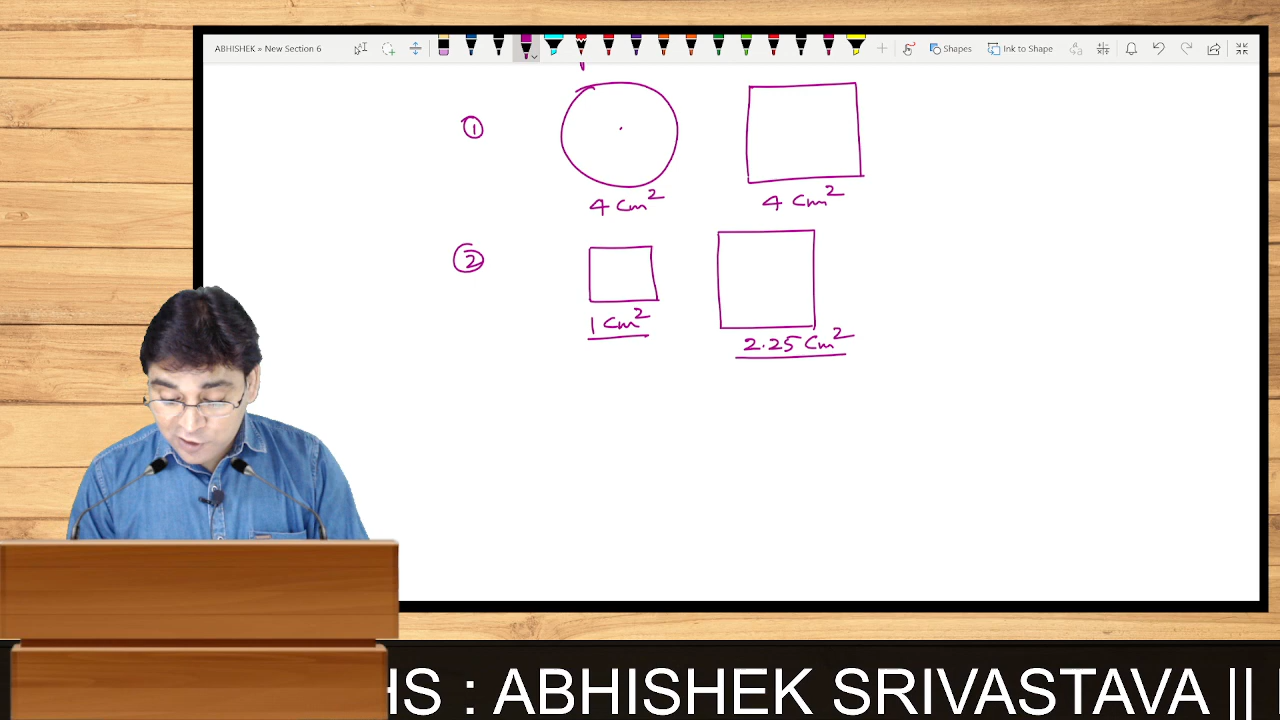 ABHISHEK » New Section 6
Shapes
Ink to Shape
①
4 cm²
4 cm²
②
1 cm²
2.25 cm²
HS : ABHISHEK SRIVASTAVA ||